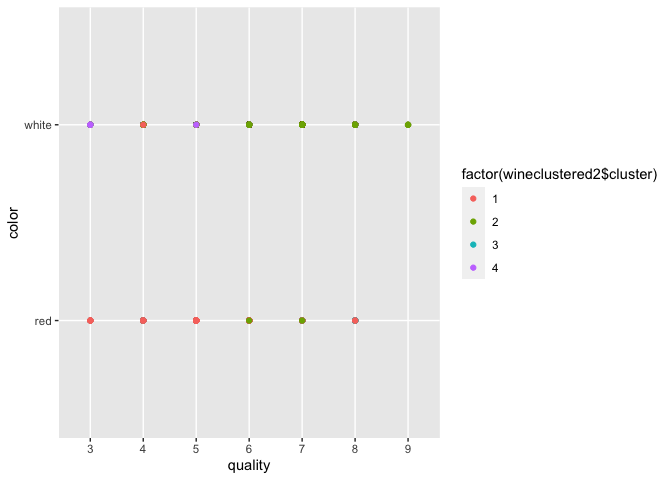 color
white
red
3 4 5 6 7 8 9
quality
factor(wineclustered2$cluster)
1
2
3
4